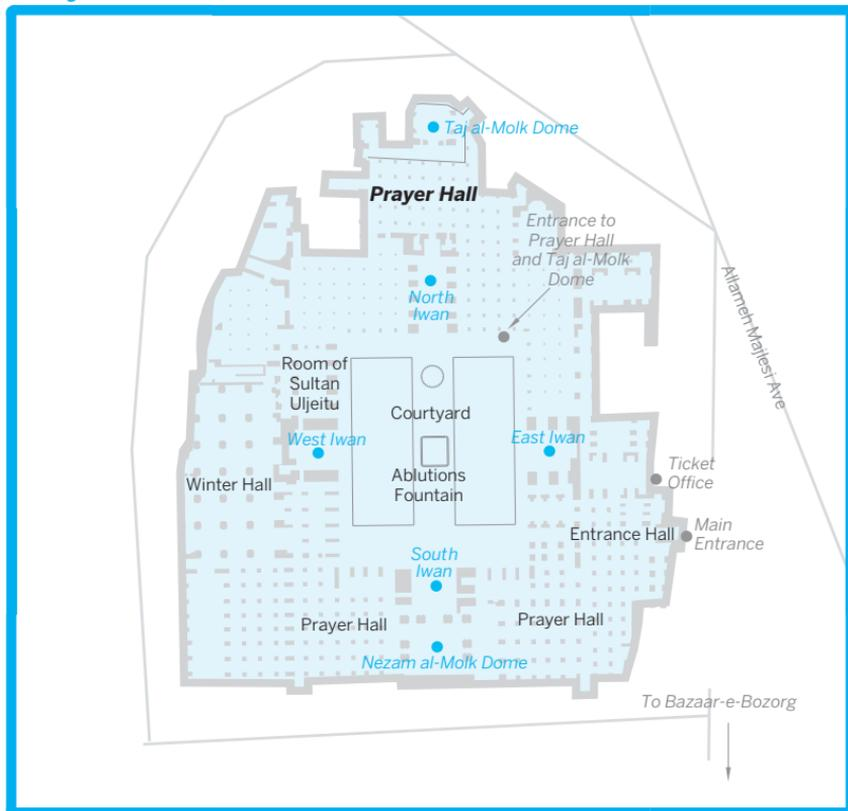 Taj al-Molk Dome
Prayer Hall
Entrance to
Prayer Hall
and Taj al-Molk
Dome
North
Iwan
Allameh Majlesi Ave
Room of
Sultan
Uljeitu
Courtyard
West Iwan
East Iwan
Ablutions
Fountain
Winter Hall
Ticket
Office
Entrance Hall
Main
Entrance
South
Iwan
Prayer Hall
Prayer Hall
Nezam al-Molk Dome
To Bazaar-e-Bozorg